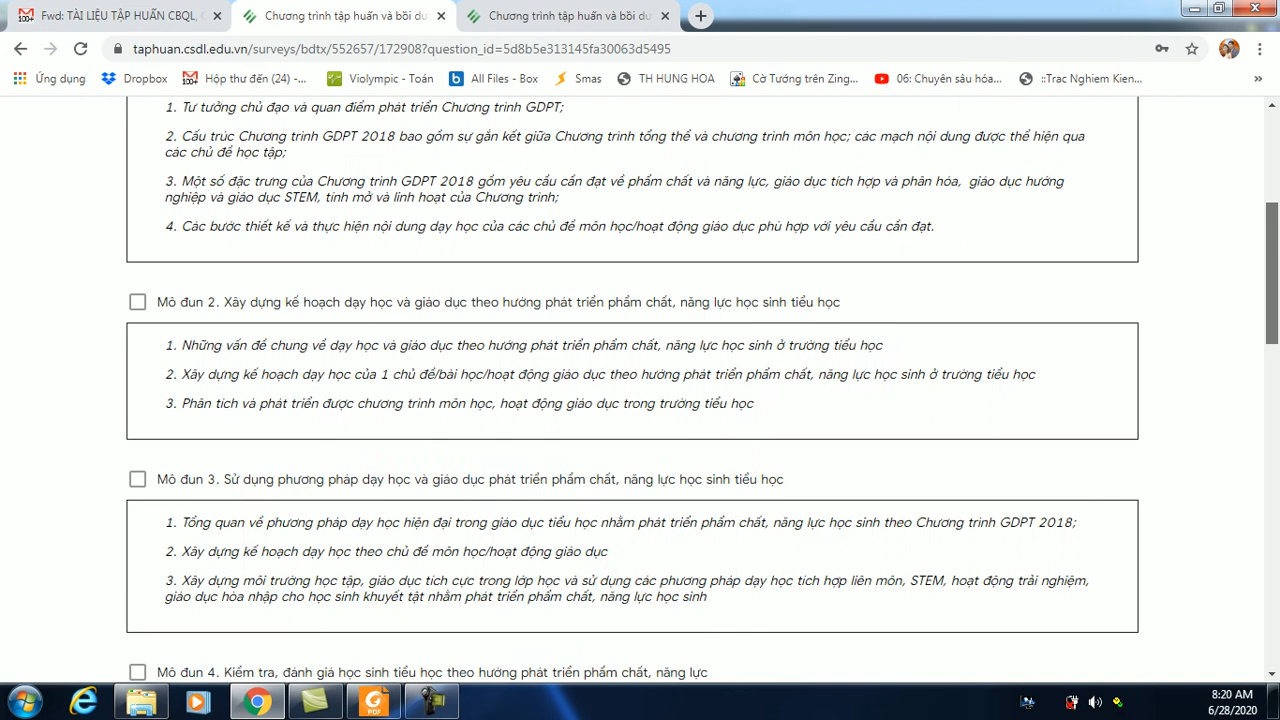 Fwd: TÀI LIỆU TẬP HUẤN CBQL,
Chương trình tập huấn và bồi dư
Chương trình tập huấn và bồi dư
taphuan.csdl.edu.vn/surveys/bdtx/552657/172908?question_id=5d8b5e313145fa30063d5495
Ứng dụng
Dropbox
Hộp thư đến (24) -...
Violympic - Toán
All Files - Box
Smas
TH HUNG HOA
Cờ Tướng trên Zing...
06: Chuyên sâu hóa...
::Trac Nghiem Kien...
»
1. Tư tưởng chủ đạo và quan điểm phát triển Chương trình GDPT;
2. Cấu trúc Chương trình GDPT 2018 bao gồm sự gắn kết giữa Chương trình tổng thể và chương trình môn học; các mạch nội dung được thể hiện qua
các chủ đề học tập;
3. Một số đặc trưng của Chương trình GDPT 2018 gồm yêu cầu cần đạt về phẩm chất và năng lực, giáo dục tích hợp và phân hóa, giáo dục hướng
nghiệp và giáo dục STEM, tính mở và linh hoạt của Chương trình;
4. Các bước thiết kế và thực hiện nội dung dạy học của các chủ đề môn học/hoạt động giáo dục phù hợp với yêu cầu cần đạt.
Mô đun 2. Xây dựng kế hoạch dạy học và giáo dục theo hướng phát triển phẩm chất, năng lực học sinh tiểu học
1. Những vấn đề chung về dạy học và giáo dục theo hướng phát triển phẩm chất, năng lực học sinh ở trường tiểu học
2. Xây dựng kế hoạch dạy học của 1 chủ đề/bài học/hoạt động giáo dục theo hướng phát triển phẩm chất, năng lực học sinh ở trường tiểu học
3. Phân tích và phát triển được chương trình môn học, hoạt động giáo dục trong trường tiểu học
Mô đun 3. Sử dụng phương pháp dạy học và giáo dục phát triển phẩm chất, năng lực học sinh tiểu học
1. Tổng quan về phương pháp dạy học hiện đại trong giáo dục tiểu học nhằm phát triển phẩm chất, năng lực học sinh theo Chương trình GDPT 2018;
2. Xây dựng kế hoạch dạy học theo chủ đề môn học/hoạt động giáo dục
3. Xây dựng môi trường học tập, giáo dục tích cực trong lớp học và sử dụng các phương pháp dạy học tích hợp liên môn, STEM, hoạt động trải nghiệm,
giáo dục hòa nhập cho học sinh khuyết tật nhằm phát triển phẩm chất, năng lực học sinh
Mô đun 4. Kiểm tra, đánh giá học sinh tiểu học theo hướng phát triển phẩm chất, năng lực
PDF
8:20 AM
6/28/2020